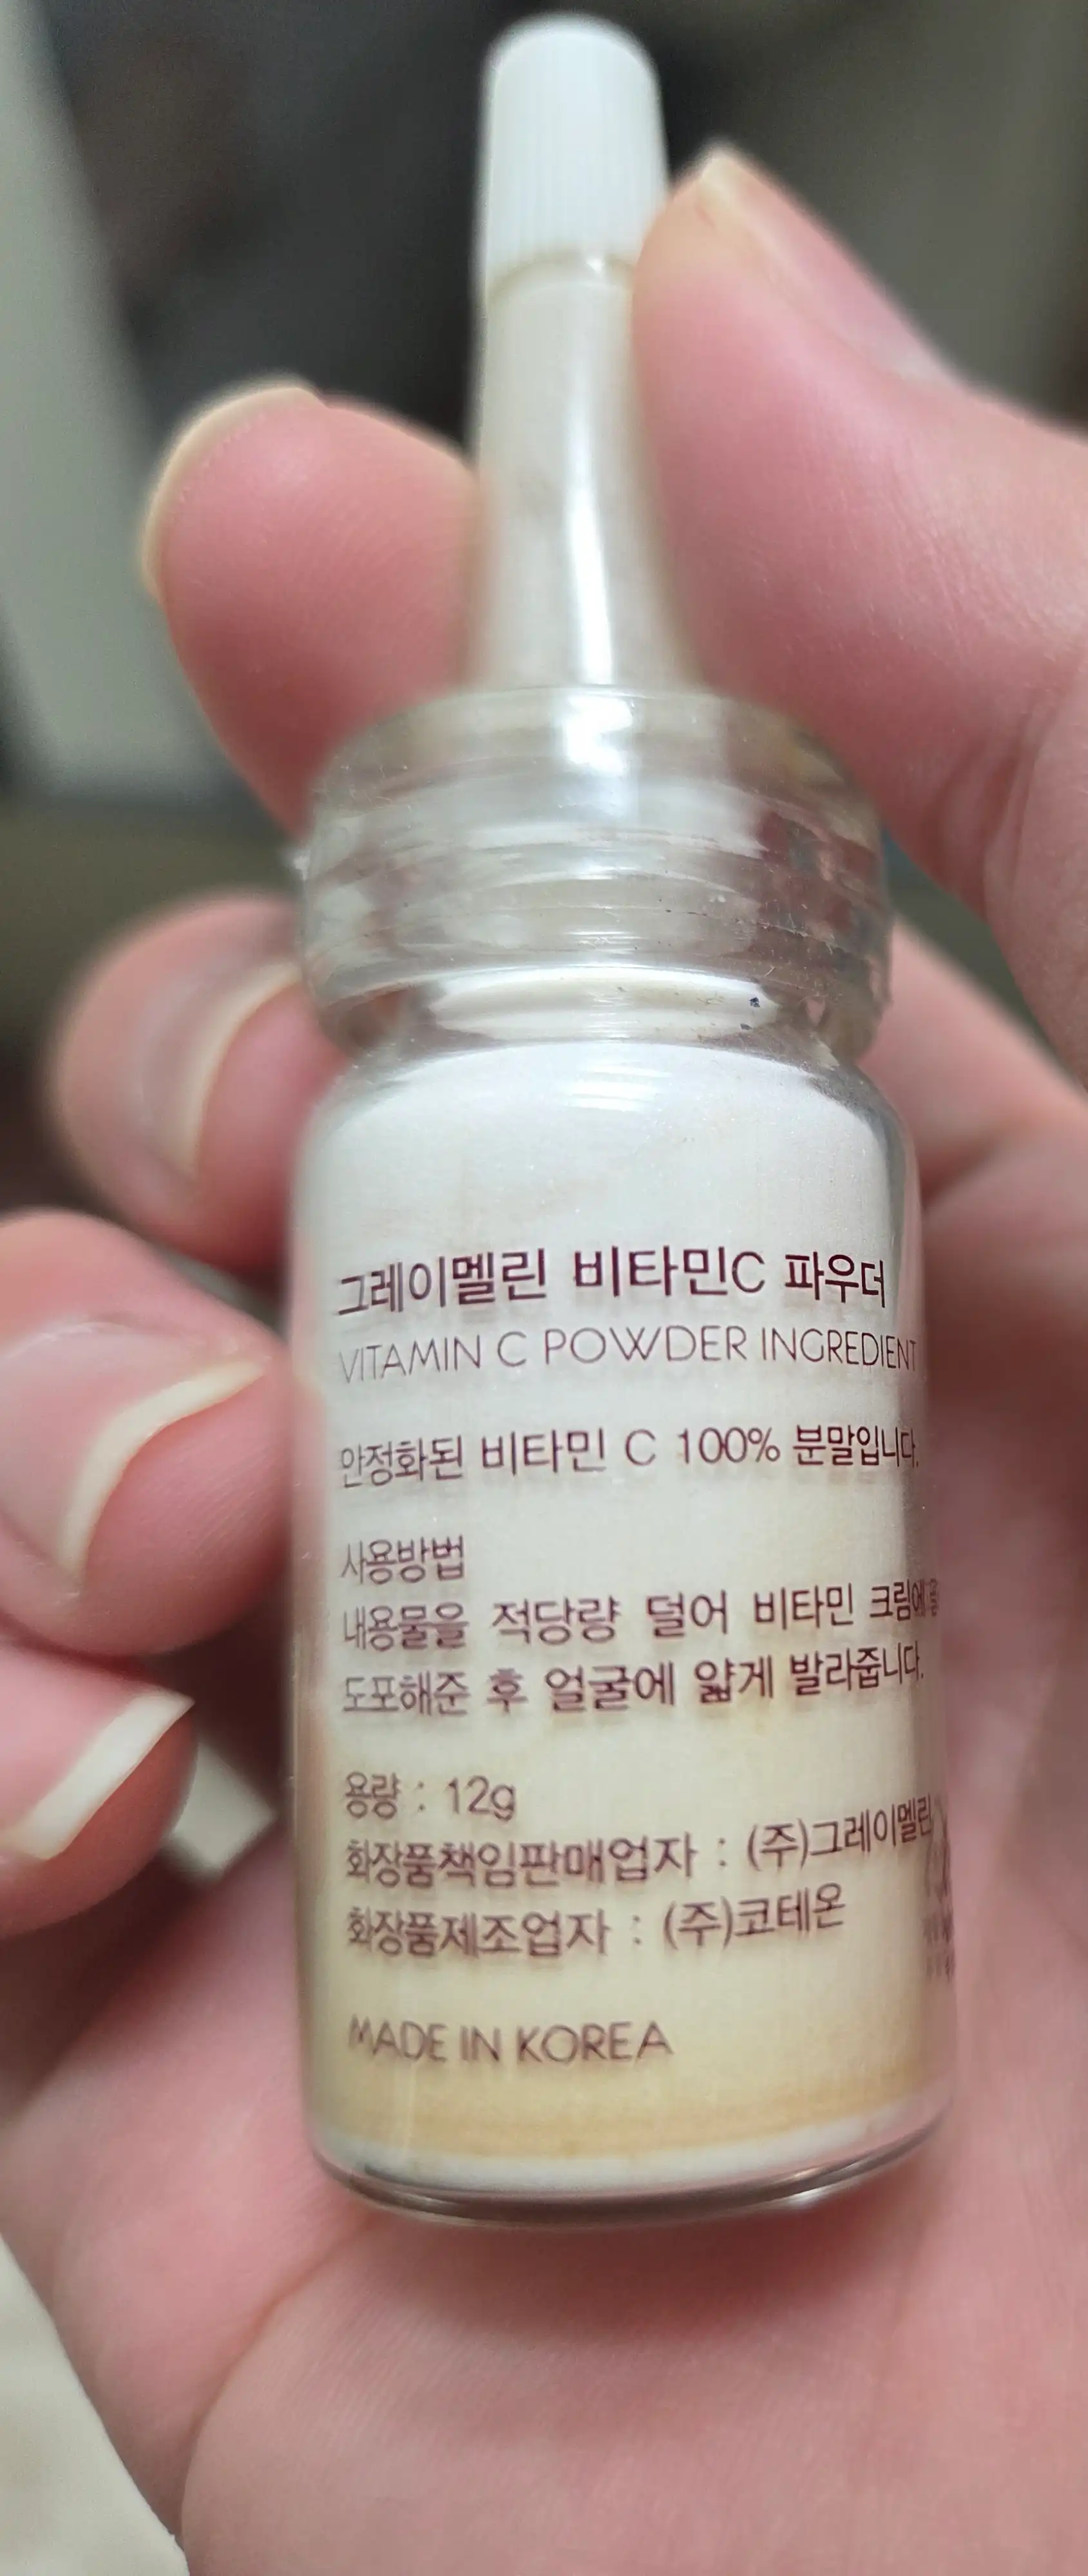 그레이멜린 비타민C 파우더
VITAMIN C POWDER INGREDIENT
안정화된 비타민 C 100% 분말입니다.
사용방법
내용물을 적당량 덜어 비타민 크림에
도포해준 후 얼굴에 얇게 발라줍니다.
용량 : 12g
화장품책임판매업자 : (주)그레이멜린
화장품제조업자 : (주)코테온
MADE IN KOREA